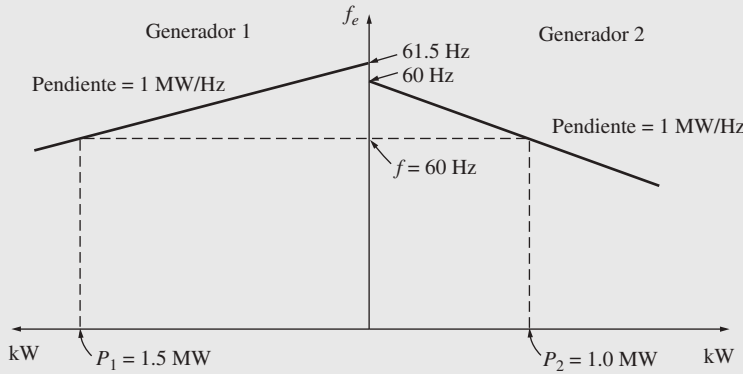 Generador 1
f_e
Generador 2
61.5 Hz
60 Hz
Pendiente = 1 MW/Hz
Pendiente = 1 MW/Hz
f = 60 Hz
kW
P_1 = 1.5 MW
P_2 = 1.0 MW
kW